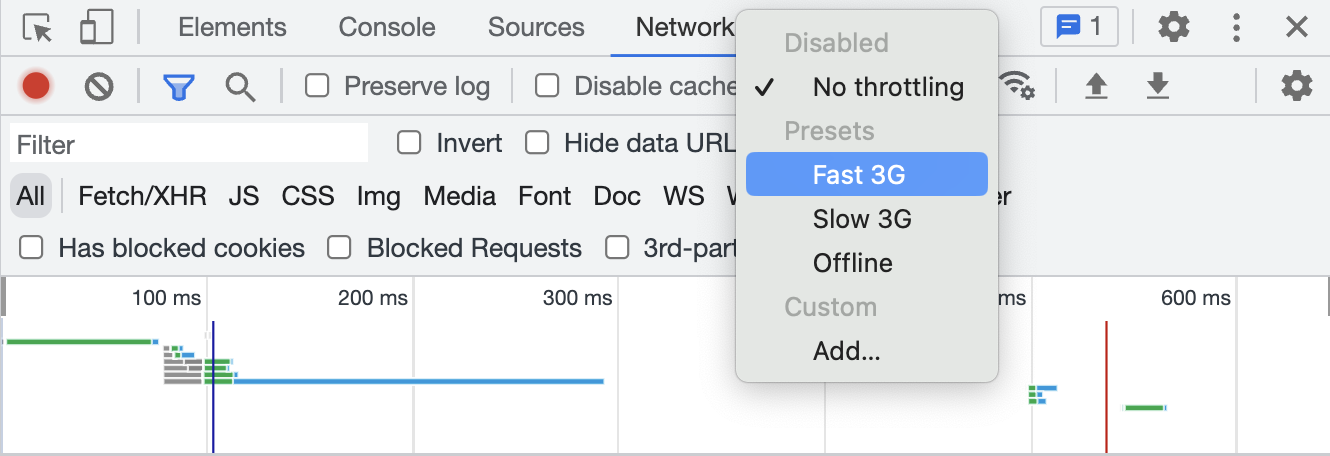 Elements Console Sources Network 1
Disabled
Preserve log Disable cache No throttling
Presets
Filter Invert Hide data URL
Fast 3G
All Fetch/XHR JS CSS Img Media Font Doc WS
Slow 3G
Has blocked cookies Blocked Requests 3rd-part
Offline
100 ms 200 ms 300 ms ms 600 ms
Custom
Add...